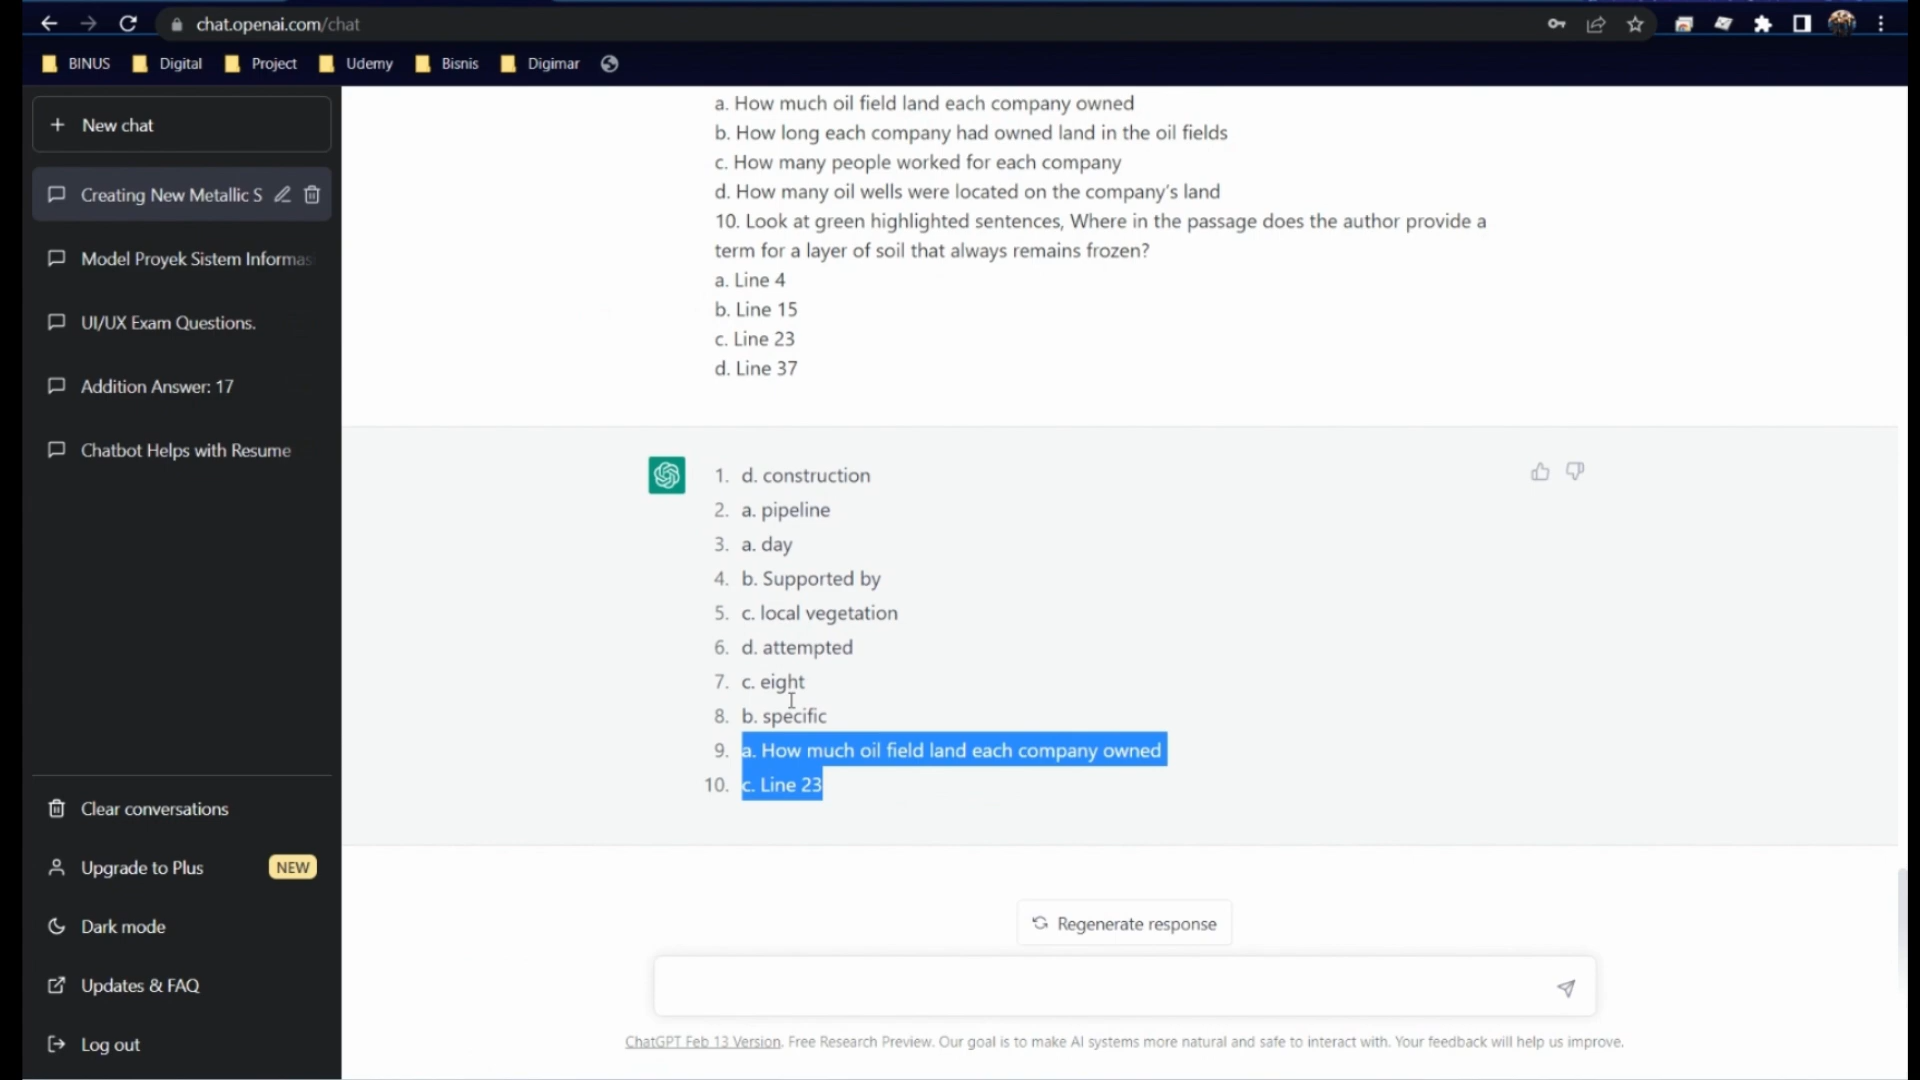 chat.openai.com/chat
BINUS Digital Project Udemy Bisnis Digimar
New chat
Creating New Metallic S
Model Proyek Sistem Informas
UI/UX Exam Questions.
Addition Answer: 17
Chatbot Helps with Resume
Clear conversations
Upgrade to Plus NEW
Dark mode
Updates & FAQ
Log out
a. How much oil field land each company owned
b. How long each company had owned land in the oil fields
c. How many people worked for each company
d. How many oil wells were located on the company's land
10. Look at green highlighted sentences, Where in the passage does the author provide a
term for a layer of soil that always remains frozen?
a. Line 4
b. Line 15
c. Line 23
d. Line 37
1. d. construction
2. a. pipeline
3. a. day
4. b. Supported by
5. c. local vegetation
6. d. attempted
7. c. eight
8. b. specific
9. a. How much oil field land each company owned
10. c. Line 23
Regenerate response
ChatGPT Feb 13 Version. Free Research Preview. Our goal is to make AI systems more natural and safe to interact with. Your feedback will help us improve.